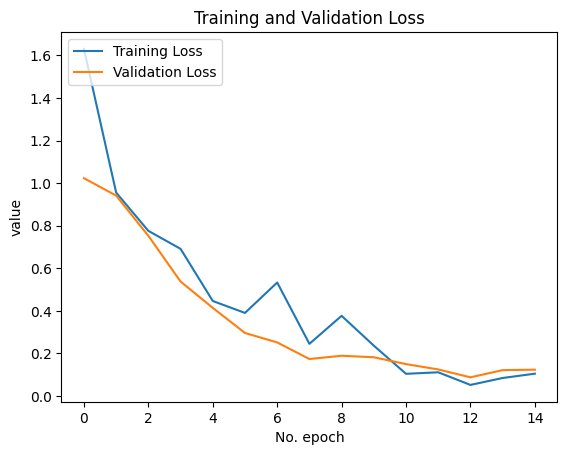 Training and Validation Loss
Training Loss
Validation Loss
1.6
1.4
1.2
1.0
0.8
0.6
0.4
0.2
0.0
value
0 2 4 6 8 10 12 14
No. epoch